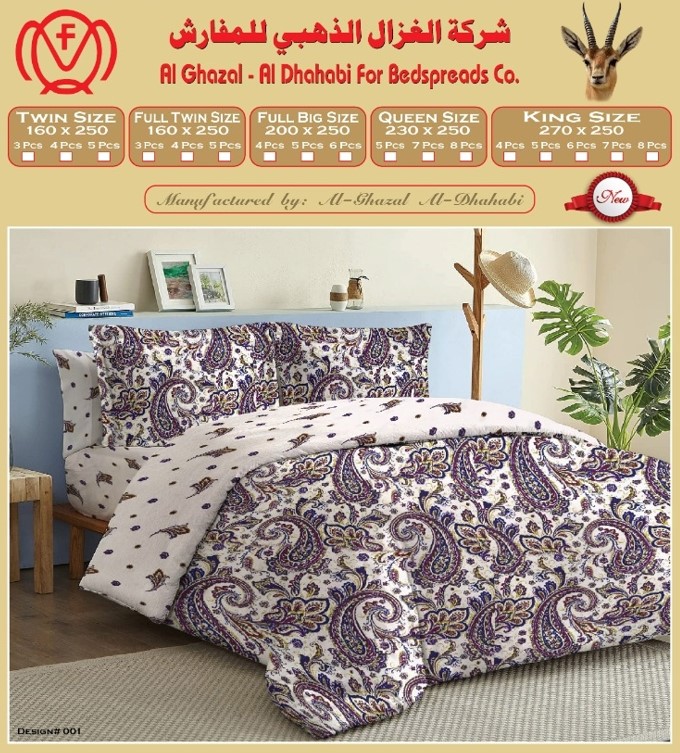 شركة الغزال الذهبي للمفارش
Al Ghazal - Al Dhahabi For Bedspreads Co.
Twin Size
160 x 250
3 Pcs 4 Pcs 5 Pcs
Full Twin Size
160 x 250
3 Pcs 4 Pcs 5 Pcs
Full Big Size
200 x 250
4 Pcs 5 Pcs 6 Pcs
Queen Size
230 x 250
5 Pcs 7 Pcs 8 Pcs
King Size
270 x 250
4 Pcs 5 Pcs 6 Pcs 7 Pcs 8 Pcs
Manufactured by: Al-Ghazal Al-Dhahabi
New
Design# 001